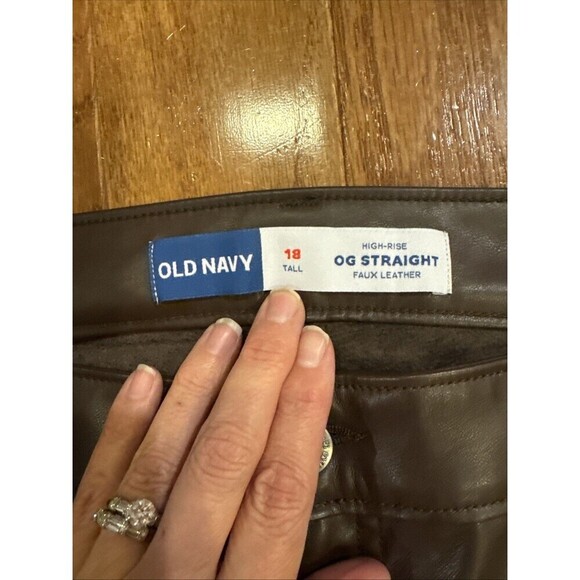 OLD NAVY
18
TALL
HIGH-RISE
OG STRAIGHT
FAUX LEATHER